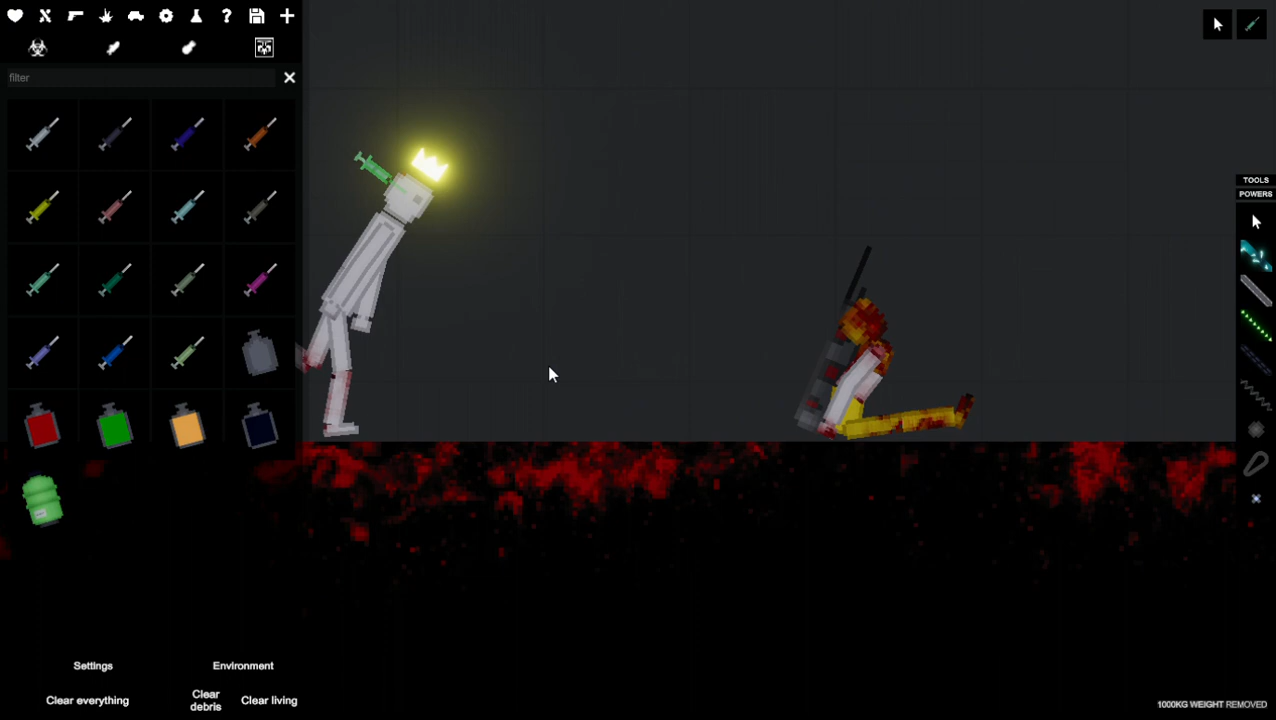 filter
TOOLS
POWERS
Settings
Environment
Clear everything
Clear
debris
Clear living
1000KG WEIGHT REMOVED